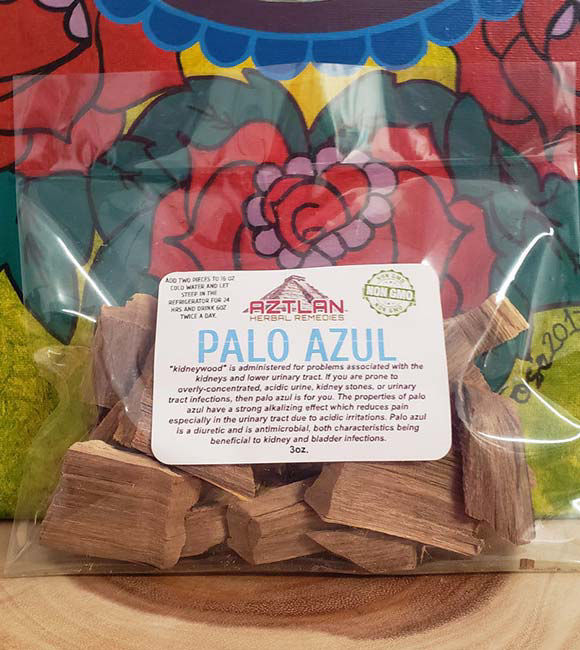 ADD TWO PIECES TO 16 OZ
COLD WATER AND LET
STEEP IN THE
REFRIGERATOR FOR 24
HRS AND DRINK 6OZ
TWICE A DAY.
AZTLAN
HERBAL REMEDIES
NON GMO
PALO AZUL
"kidneywood" is administered for problems associated with the
kidneys and lower urinary tract. If you are prone to
overly-concentrated, acidic urine, kidney stones, or urinary
tract infections, then palo azul is for you. The properties of palo
azul have a strong alkalizing effect which reduces pain
especially in the urinary tract due to acidic irritations. Palo azul
is a diuretic and is antimicrobial, both characteristics being
beneficial to kidney and bladder infections.
3oz.